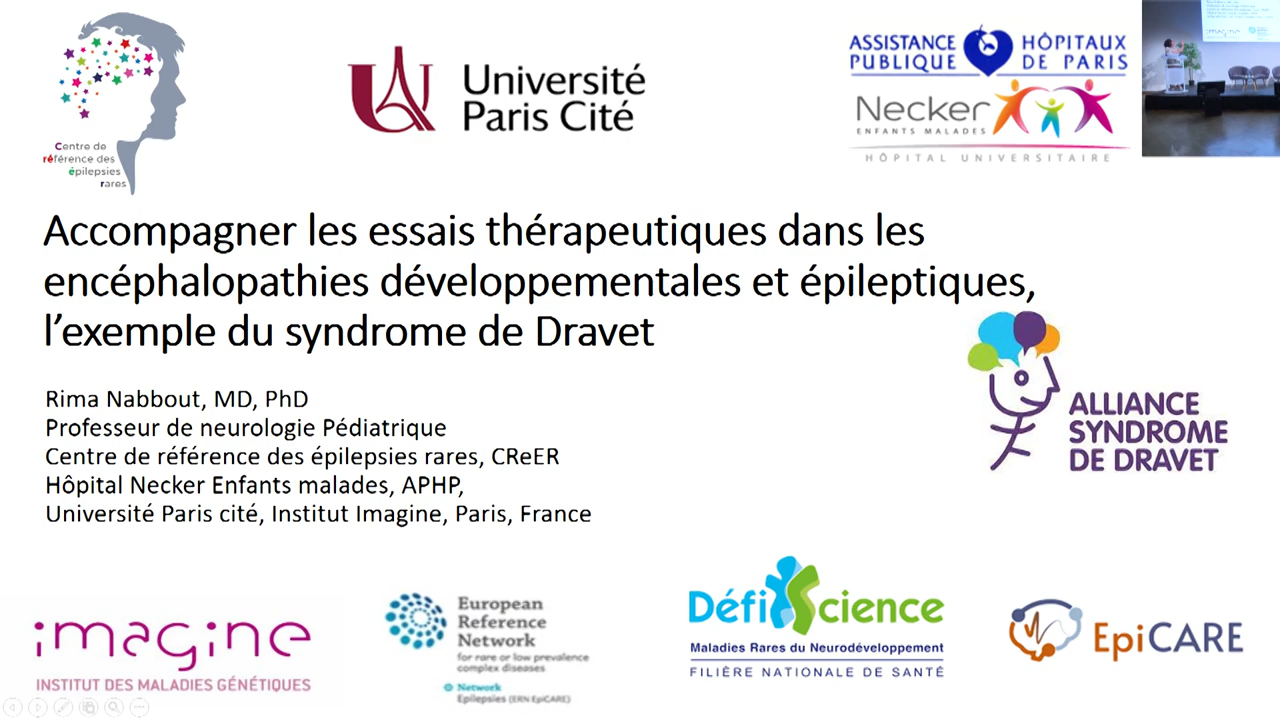 Centre de
référence des
épilepsies
rares
Université
Paris Cité
ASSISTANCE HÔPITAUX
PUBLIQUE DE PARIS
Necker
ENFANTS MALADES
HÔPITAL UNIVERSITAIRE
imagine
Accompagner les essais thérapeutiques dans les
encéphalopathies développementales et épileptiques,
l’exemple du syndrome de Dravet
Rima Nabbout, MD, PhD
Professeur de neurologie Pédiatrique
Centre de référence des épilepsies rares, CReER
Hôpital Necker Enfants malades, APHP,
Université Paris cité, Institut Imagine, Paris, France
ALLIANCE
SYNDROME
DE DRAVET
imagine
INSTITUT DES MALADIES GÉNÉTIQUES
European
Reference
Network
for rare or low prevalence
complex diseases
Network
Epilepsies (ERN EpiCARE)
DéfiScience
Maladies Rares du Neurodéveloppement
FILIÈRE NATIONALE DE SANTÉ
EpiCARE